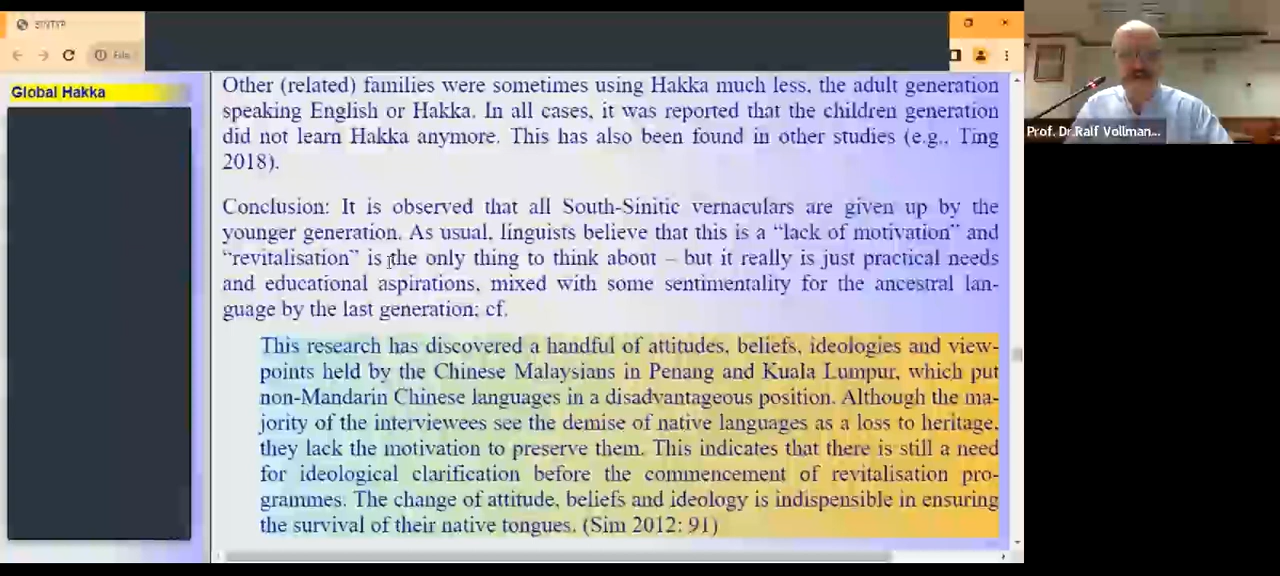 SINTYP
File
Global Hakka
Other (related) families were sometimes using Hakka much less, the adult generation
speaking English or Hakka. In all cases, it was reported that the children generation
did not learn Hakka anymore. This has also been found in other studies (e.g., Ting
2018).
Conclusion: It is observed that all South-Sinitic vernaculars are given up by the
younger generation. As usual, linguists believe that this is a “lack of motivation” and
“revitalisation” is the only thing to think about – but it really is just practical needs
and educational aspirations, mixed with some sentimentality for the ancestral lan-
guage by the last generation; cf.
This research has discovered a handful of attitudes, beliefs, ideologies and view-
points held by the Chinese Malaysians in Penang and Kuala Lumpur, which put
non-Mandarin Chinese languages in a disadvantageous position. Although the ma-
jority of the interviewees see the demise of native languages as a loss to heritage,
they lack the motivation to preserve them. This indicates that there is still a need
for ideological clarification before the commencement of revitalisation pro-
grammes. The change of attitude, beliefs and ideology is indispensible in ensuring
the survival of their native tongues. (Sim 2012: 91)
Prof. Dr.Ralf Vollman...